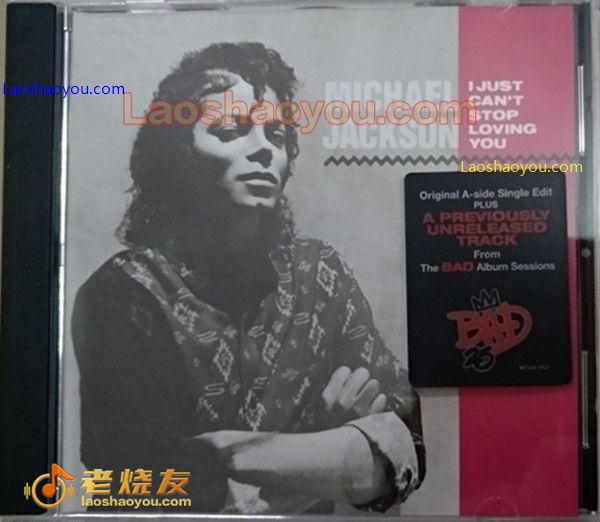 MICHAEL
JACKSON
I JUST
CAN'T
STOP
LOVING
YOU
Laoshaoyou.com
Laoshaoyou.com
Laoshaoyou.com
Original A-side Single Edit
PLUS
A PREVIOUSLY
UNRELEASED
TRACK
From
The BAD Album Sessions
BAD
25
老烧友
laoshaoyou.com